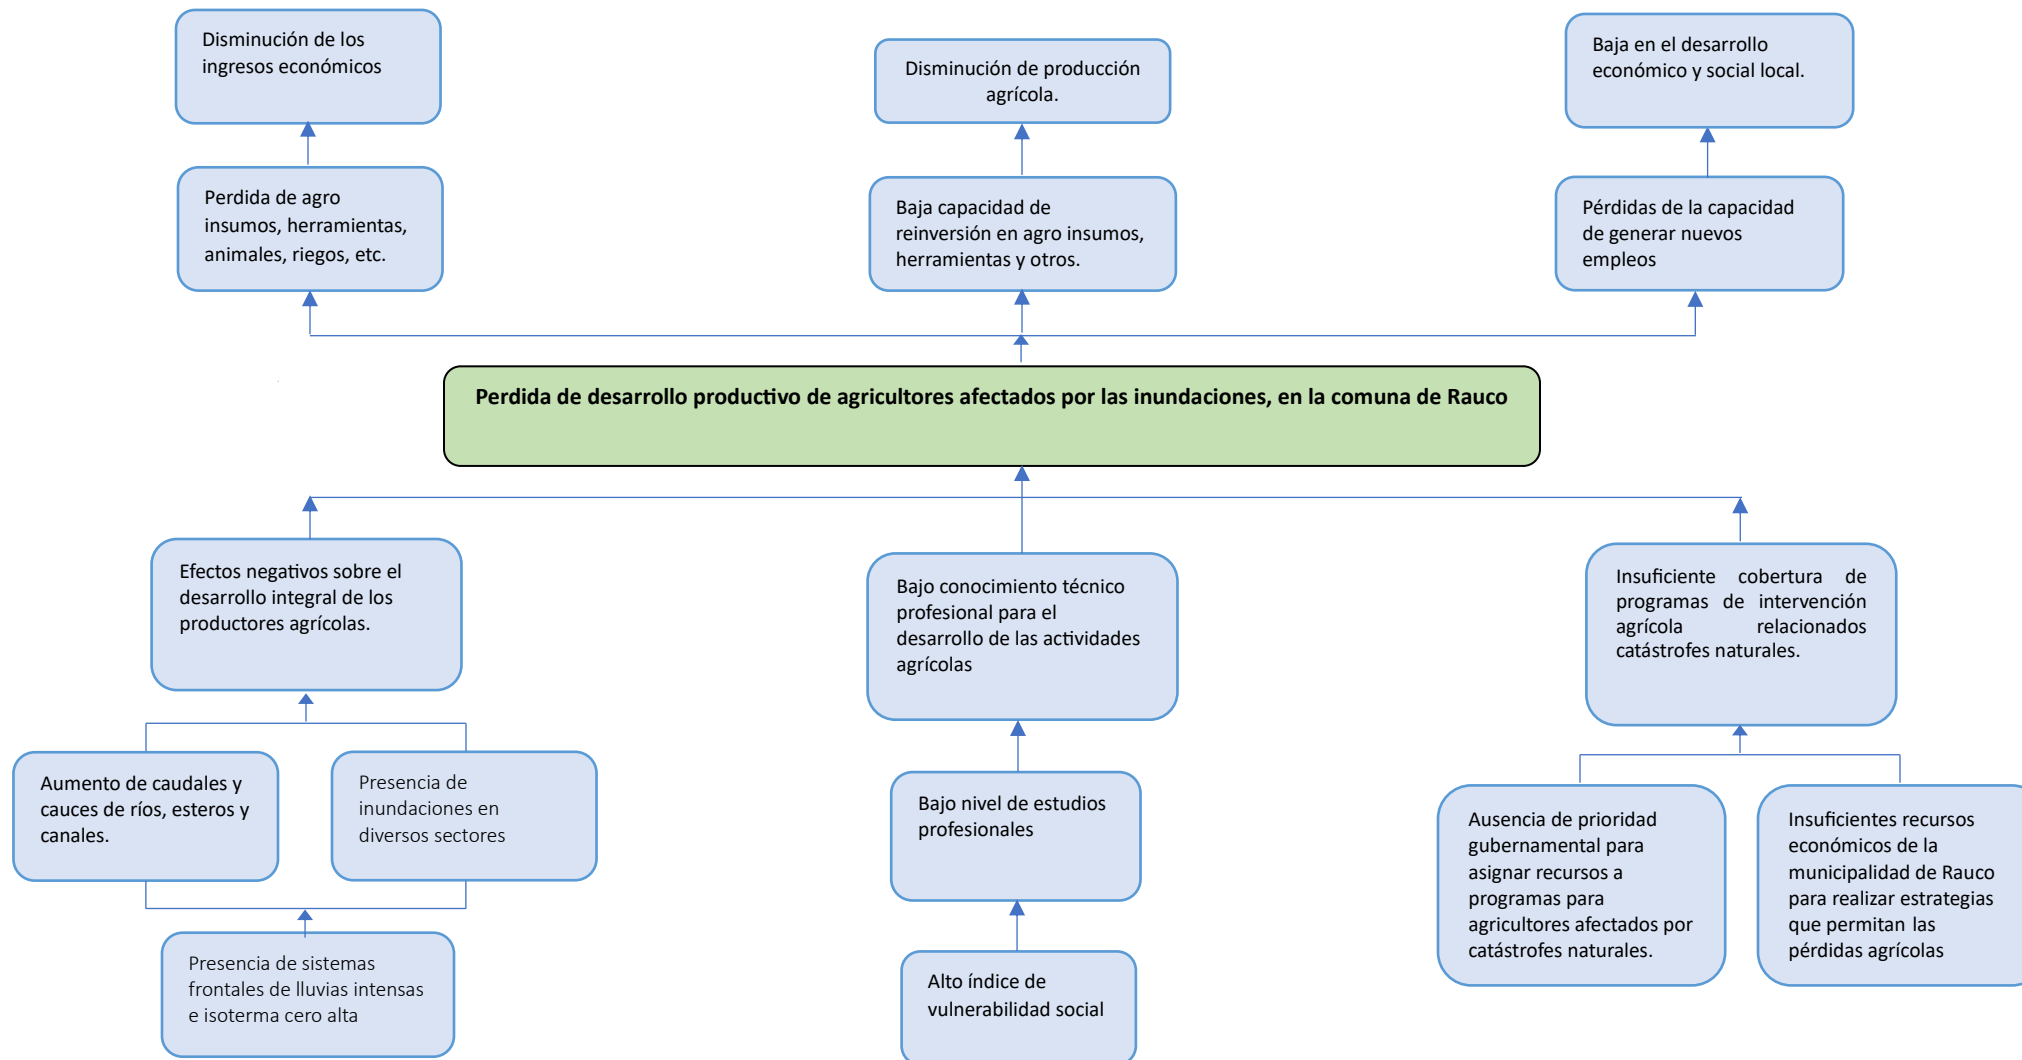 Disminución de los
ingresos económicos
Disminución de producción
agrícola.
Baja en el desarrollo
económico y social local.
Perdida de agro
insumos, herramientas,
animales, riegos, etc.
Baja capacidad de
reinversión en agro insumos,
herramientas y otros.
Pérdidas de la capacidad
de generar nuevos
empleos
Perdida de desarrollo productivo de agricultores afectados por las inundaciones, en la comuna de Rauco
Efectos negativos sobre el
desarrollo integral de los
productores agrícolas.
Bajo conocimiento técnico
profesional para el
desarrollo de las actividades
agrícolas
Insuficiente cobertura de
programas de intervención
agrícola relacionados
catástrofes naturales.
Aumento de caudales y
cauces de ríos, esteros y
canales.
Presencia de
inundaciones en
diversos sectores
Bajo nivel de estudios
profesionales
Ausencia de prioridad
gubernamental para
asignar recursos a
programas para
agricultores afectados por
catástrofes naturales.
Insuficientes recursos
económicos de la
municipalidad de Rauco
para realizar estrategias
que permitan las
pérdidas agrícolas
Presencia de sistemas
frontales de lluvias intensas
e isoterma cero alta
Alto índice de
vulnerabilidad social